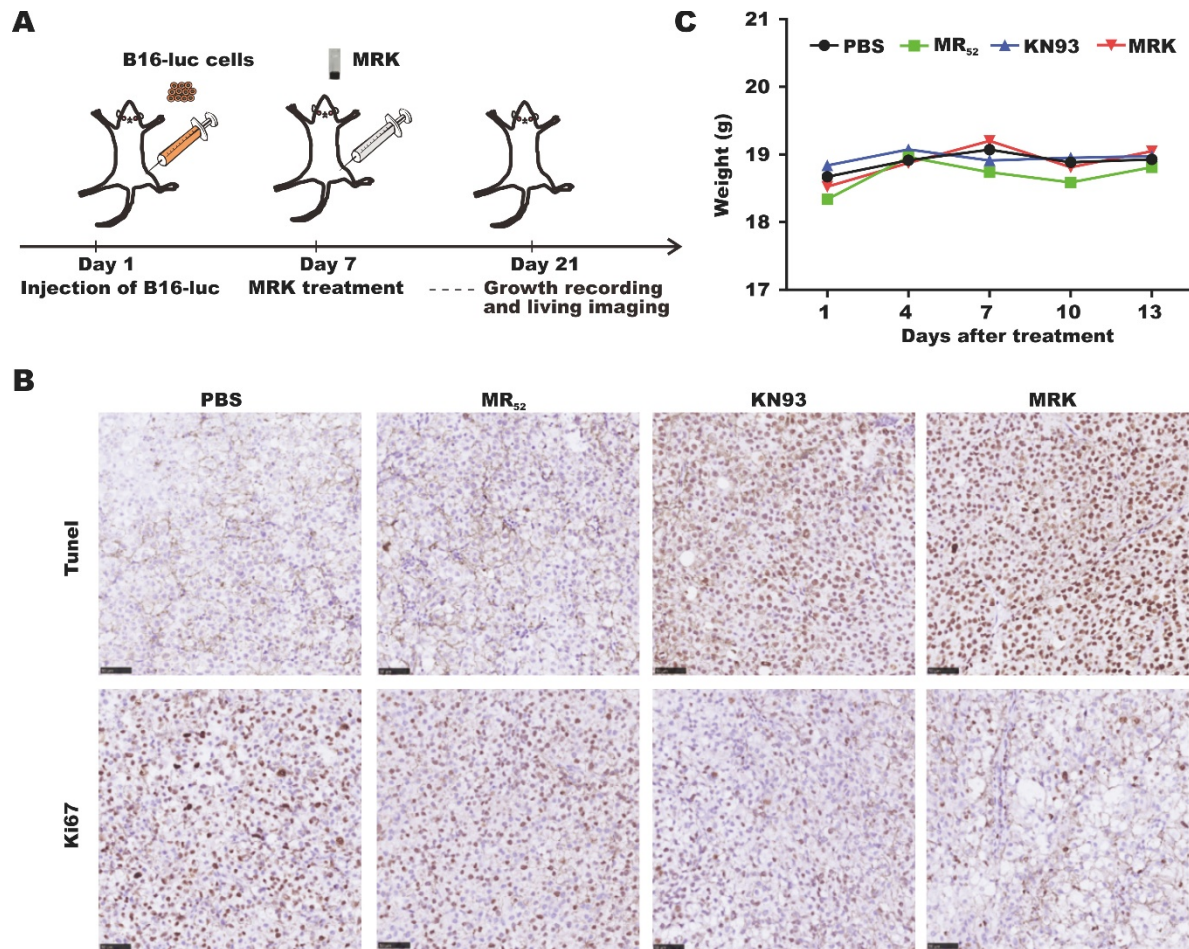 A
B16-luc cells
MRK
Day 1
Day 7
Day 21
Injection of B16-luc
MRK treatment
Growth recording
and living imaging
C
21
20
19
18
17
Weight (g)
PBS MR₅₂ KN93 MRK
1 4 7 10 13
Days after treatment
B
PBS MR₅₂ KN93 MRK
Tunel
Ki67